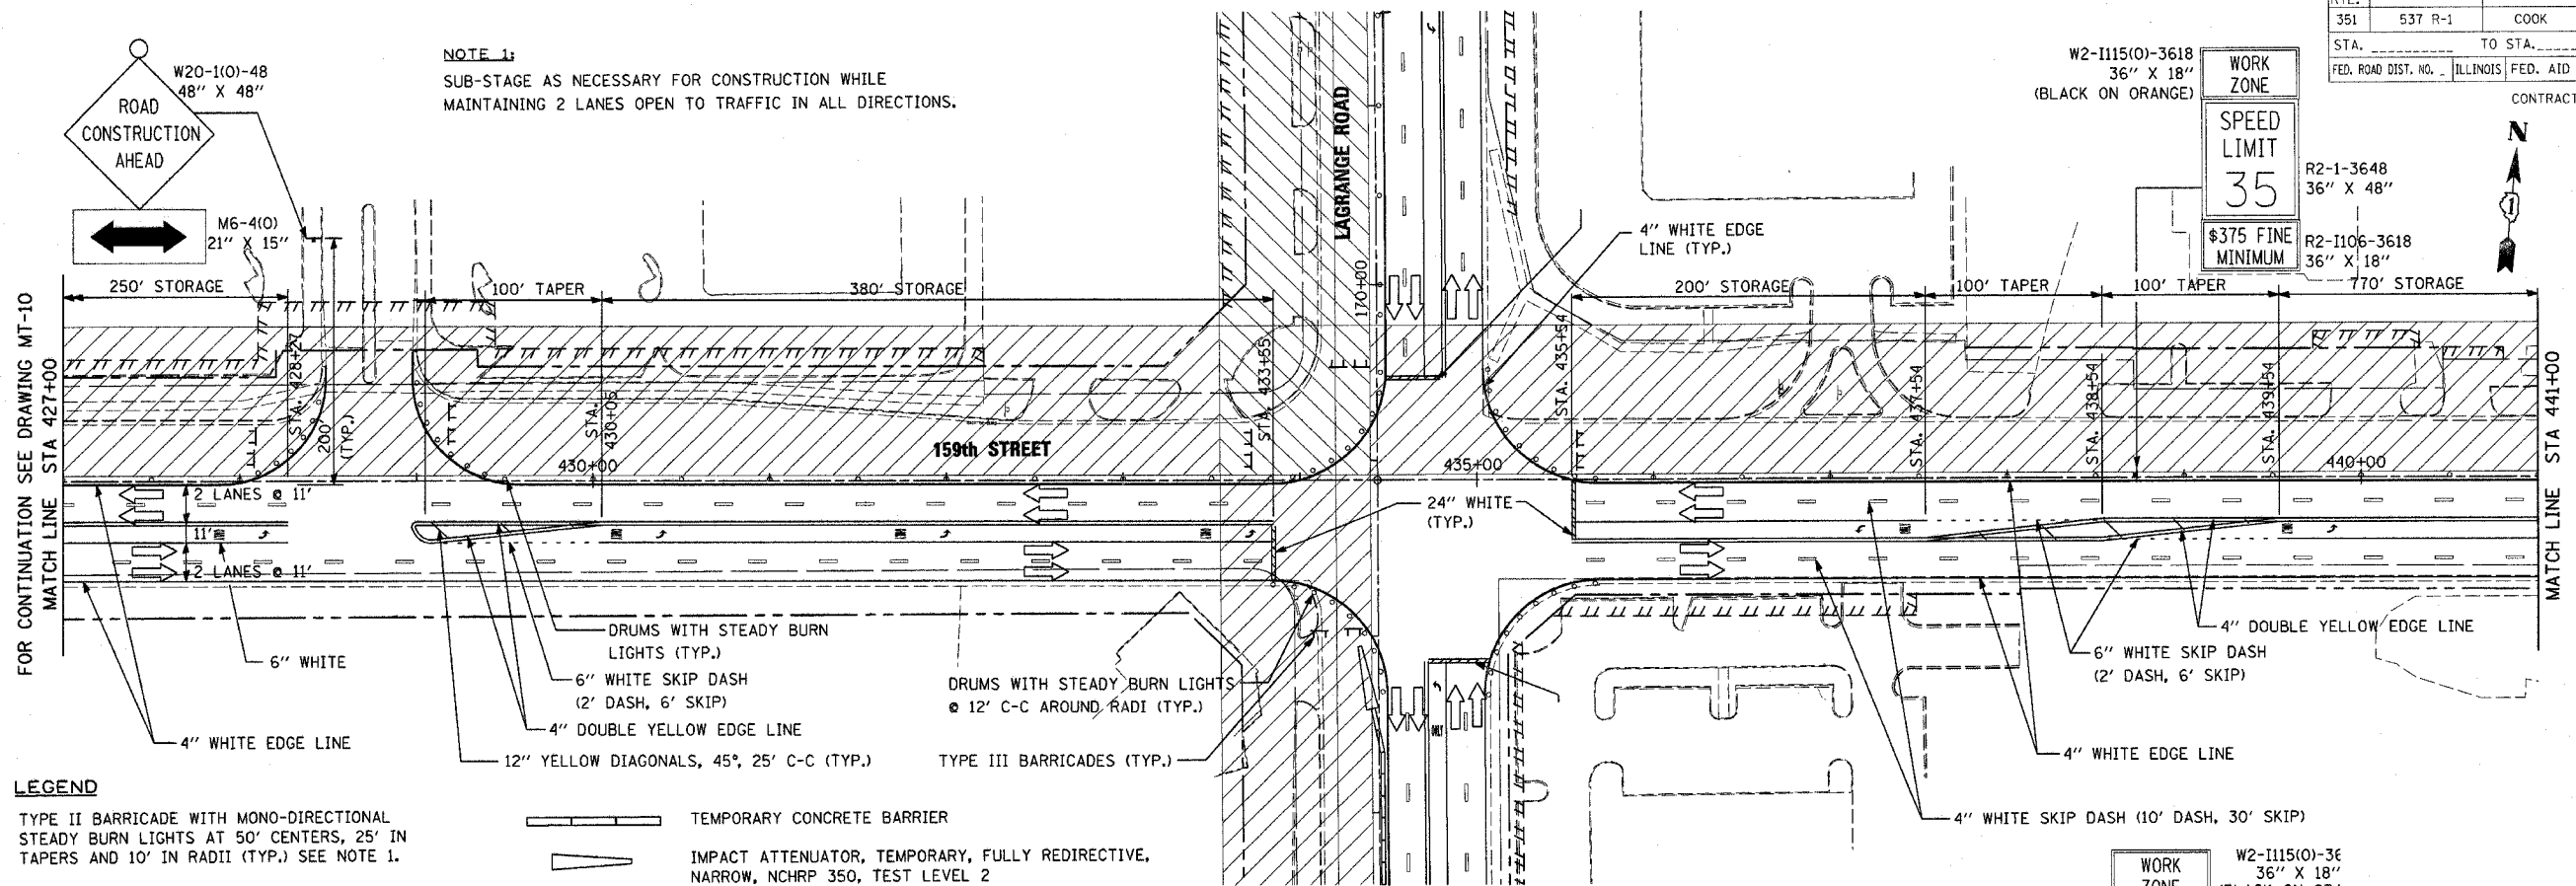 351 537 R-1 COOK
STA. TO STA.
FED. ROAD DIST. NO. ILLINOIS FED. AID
CONTRACT
N
1
W20-1(O)-48
48" X 48"
ROAD
CONSTRUCTION
AHEAD
M6-4(O)
21" X 15"
NOTE 1:
SUB-STAGE AS NECESSARY FOR CONSTRUCTION WHILE
MAINTAINING 2 LANES OPEN TO TRAFFIC IN ALL DIRECTIONS.
W2-I115(O)-3618
36" X 18"
(BLACK ON ORANGE)
WORK
ZONE
SPEED
LIMIT
35
R2-1-3648
36" X 48"
$375 FINE
MINIMUM
R2-I106-3618
36" X 18"
LAGRANGE ROAD
170+00
4" WHITE EDGE
LINE (TYP.)
250' STORAGE
100' TAPER
380' STORAGE
200' STORAGE
100' TAPER
100' TAPER
770' STORAGE
FOR CONTINUATION SEE DRAWING MT-10
MATCH LINE STA 427+00
STA. 428+27
200'
(TYP.)
STA.
430+05
STA. 433+55
STA. 435+54
STA. 437+54
STA. 438+54
STA. 439+54
MATCH LINE STA 441+00
159th STREET
430+00
435+00
440+00
2 LANES @ 11'
11'
2 LANES @ 11'
24" WHITE
(TYP.)
ONLY
DRUMS WITH STEADY BURN
LIGHTS (TYP.)
6" WHITE
6" WHITE SKIP DASH
(2' DASH, 6' SKIP)
4" DOUBLE YELLOW EDGE LINE
4" WHITE EDGE LINE
12" YELLOW DIAGONALS, 45°, 25' C-C (TYP.)
DRUMS WITH STEADY BURN LIGHTS
@ 12' C-C AROUND RADI (TYP.)
TYPE III BARRICADES (TYP.)
4" DOUBLE YELLOW EDGE LINE
6" WHITE SKIP DASH
(2' DASH, 6' SKIP)
4" WHITE EDGE LINE
4" WHITE SKIP DASH (10' DASH, 30' SKIP)
LEGEND
TYPE II BARRICADE WITH MONO-DIRECTIONAL
STEADY BURN LIGHTS AT 50' CENTERS, 25' IN
TAPERS AND 10' IN RADII (TYP.) SEE NOTE 1.
TEMPORARY CONCRETE BARRIER
IMPACT ATTENUATOR, TEMPORARY, FULLY REDIRECTIVE,
NARROW, NCHRP 350, TEST LEVEL 2
WORK
ZONE
W2-I115(O)-36
36" X 18"